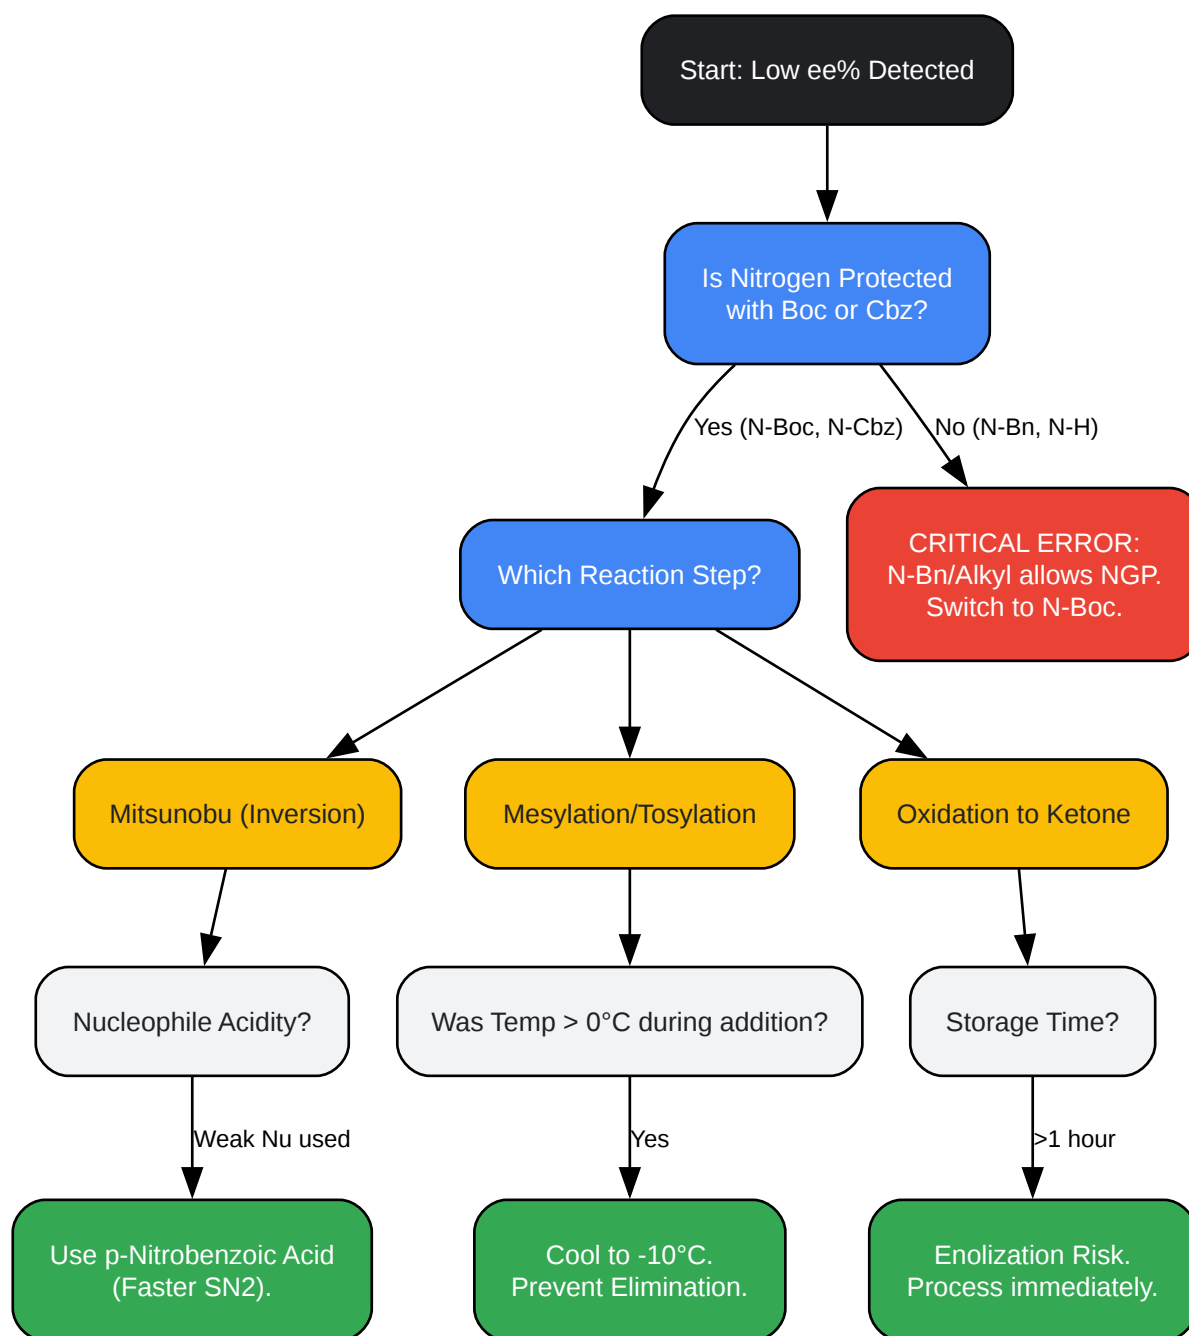 Start: Low ee% Detected
Is Nitrogen Protected
with Boc or Cbz?
Yes (N-Boc, N-Cbz)
No (N-Bn, N-H)
CRITICAL ERROR:
N-Bn/Alkyl allows NGP.
Switch to N-Boc.
Which Reaction Step?
Mitsunobu (Inversion)
Mesylation/Tosylation
Oxidation to Ketone
Nucleophile Acidity?
Was Temp > 0°C during addition?
Storage Time?
Weak Nu used
Yes
>1 hour
Use p-Nitrobenzoic Acid
(Faster SN2).
Cool to -10°C.
Prevent Elimination.
Enolization Risk.
Process immediately.